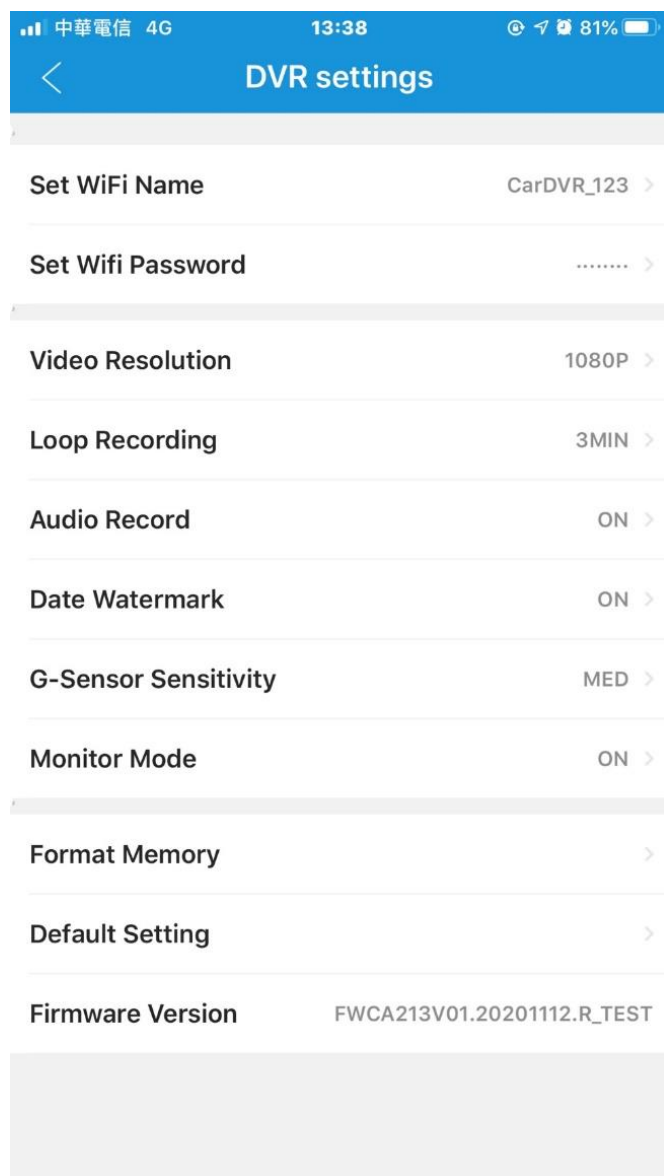 中華電信 4G 13:38 81%
DVR settings
Set WiFi Name CarDVR_123
Set Wifi Password ········
Video Resolution 1080P
Loop Recording 3MIN
Audio Record ON
Date Watermark ON
G-Sensor Sensitivity MED
Monitor Mode ON
Format Memory
Default Setting
Firmware Version FWCA213V01.20201112.R_TEST